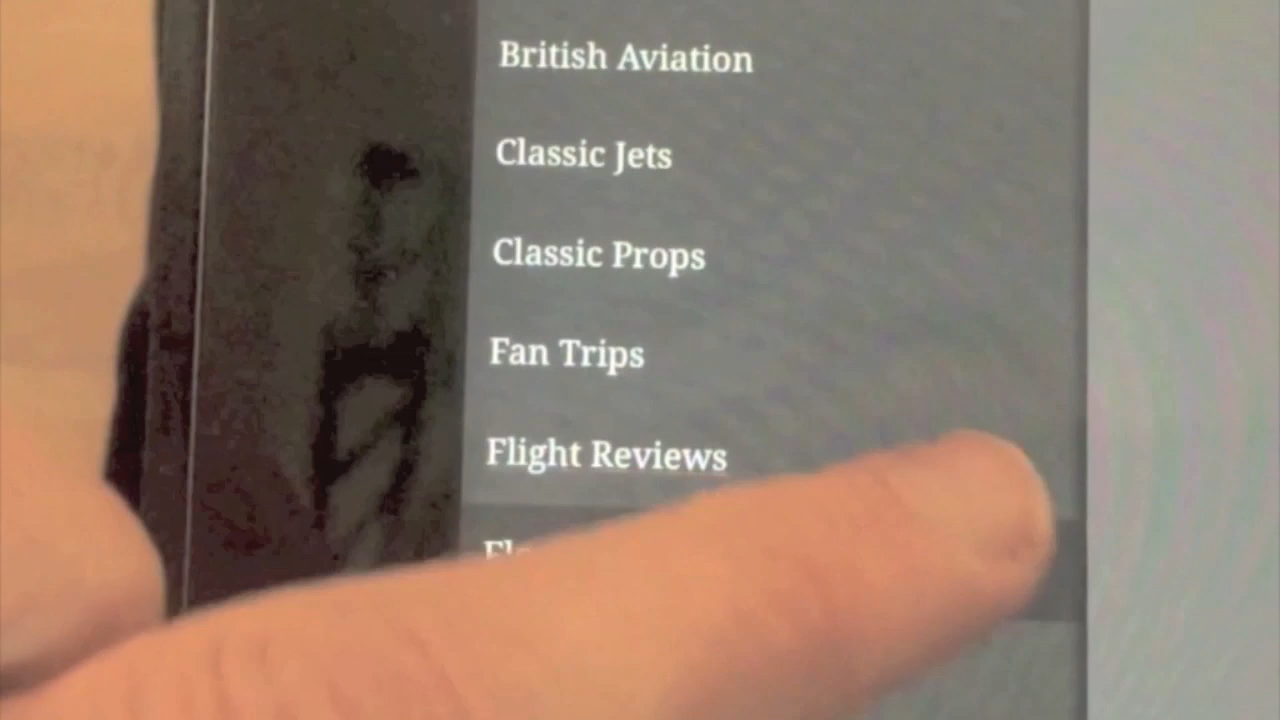 British Aviation
Classic Jets
Classic Props
Fan Trips
Flight Reviews